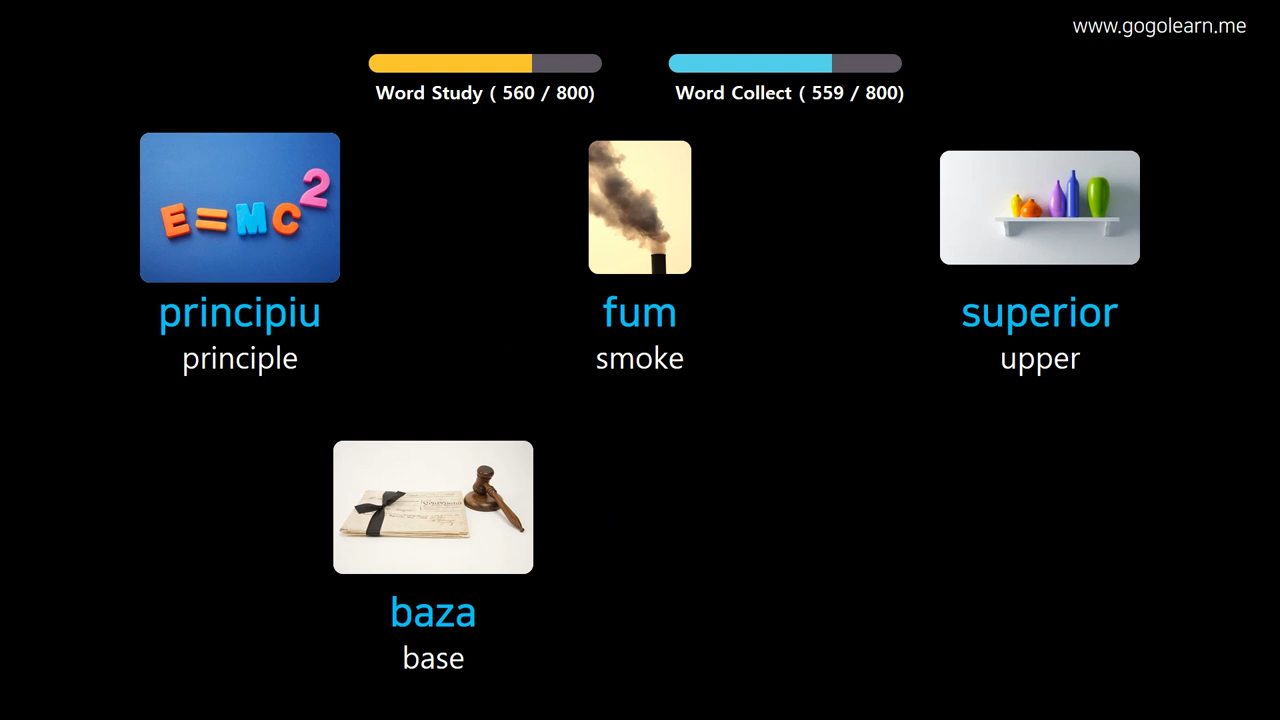 www.gogolearn.me
Word Study ( 560 / 800)
Word Collect ( 559 / 800)
E=MC2
principiu
principle
fum
smoke
superior
upper
baza
base